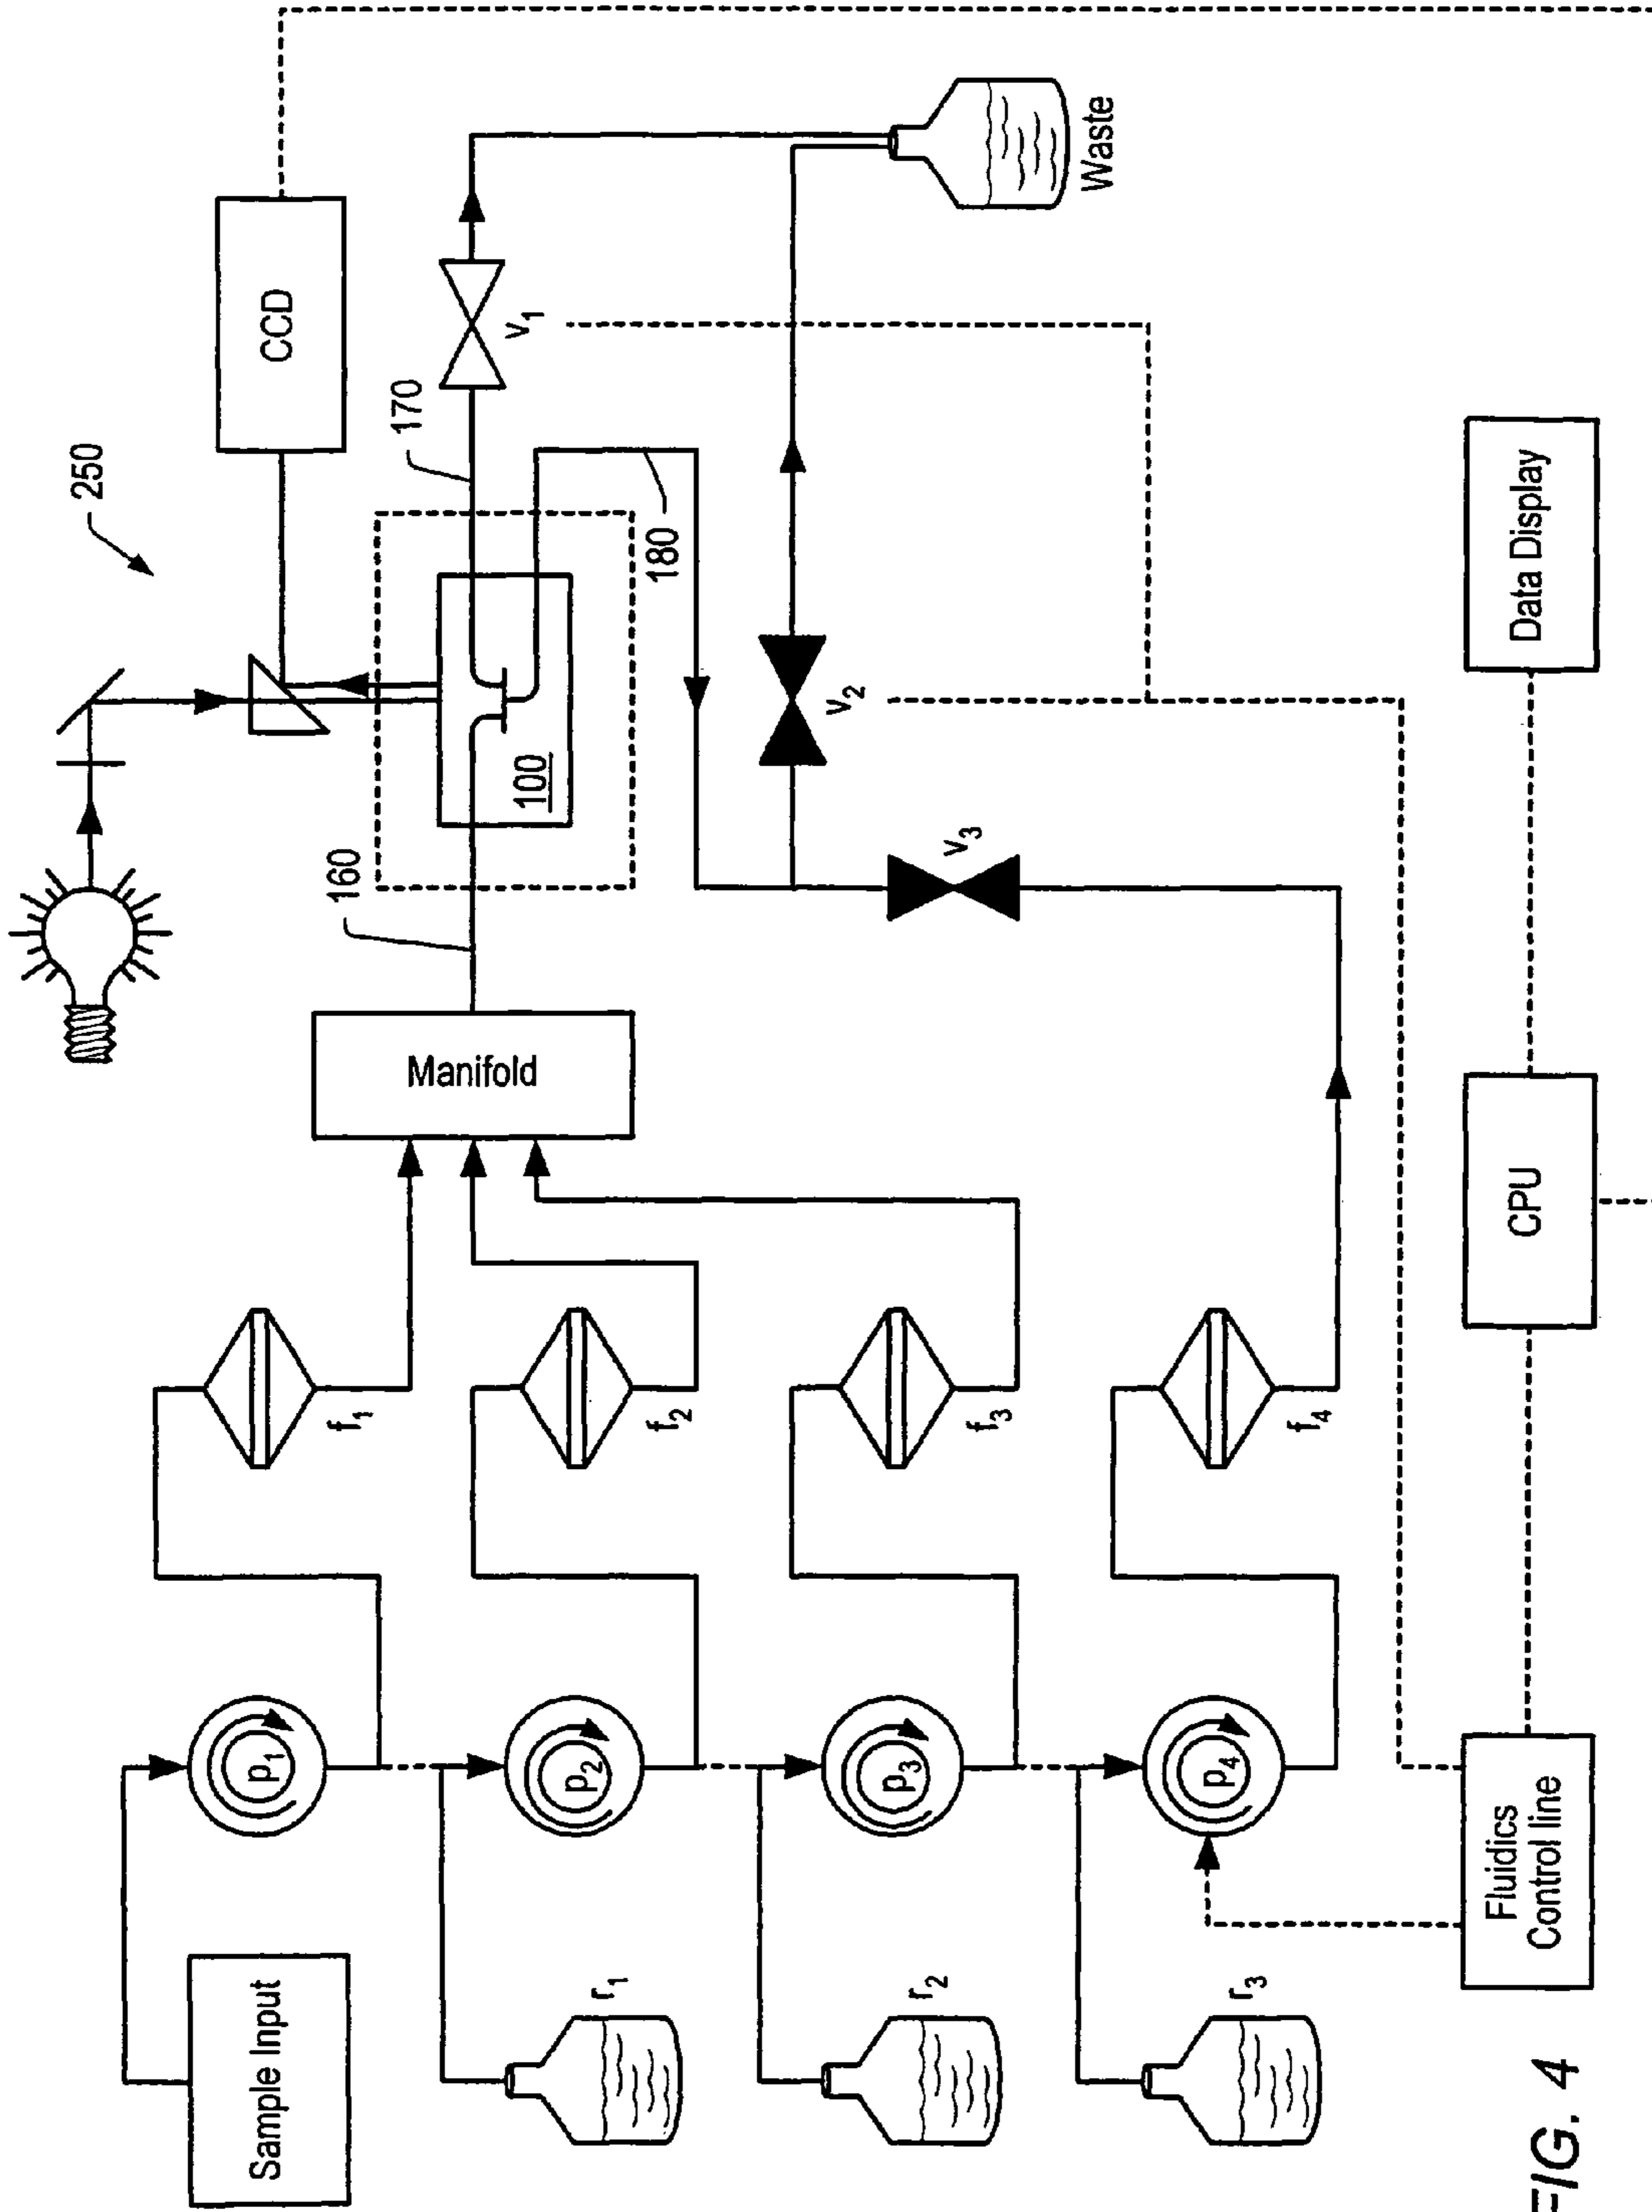 250
CCD
Sample Input
p1
f1
Manifold
160
100
170
v1
180
r1
p2
f2
v2
Waste
r2
p3
f3
v3
r3
p4
f4
Fluidics
Control line
CPU
Data Display
FIG. 4